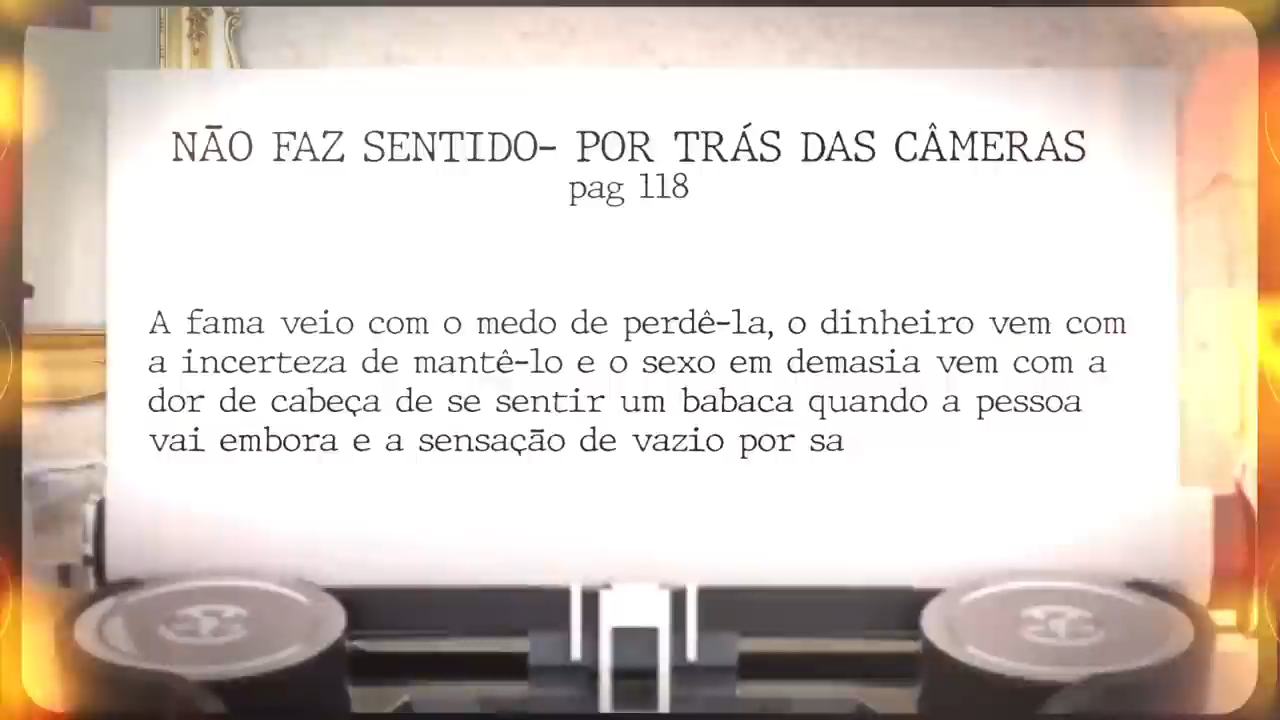 NÃO FAZ SENTIDO- POR TRÁS DAS CÂMERAS
pag 118
A fama veio com o medo de perdê-la, o dinheiro vem com
a incerteza de mantê-lo e o sexo em demasia vem com a
dor de cabeça de se sentir um babaca quando a pessoa
vai embora e a sensação de vazio por sa